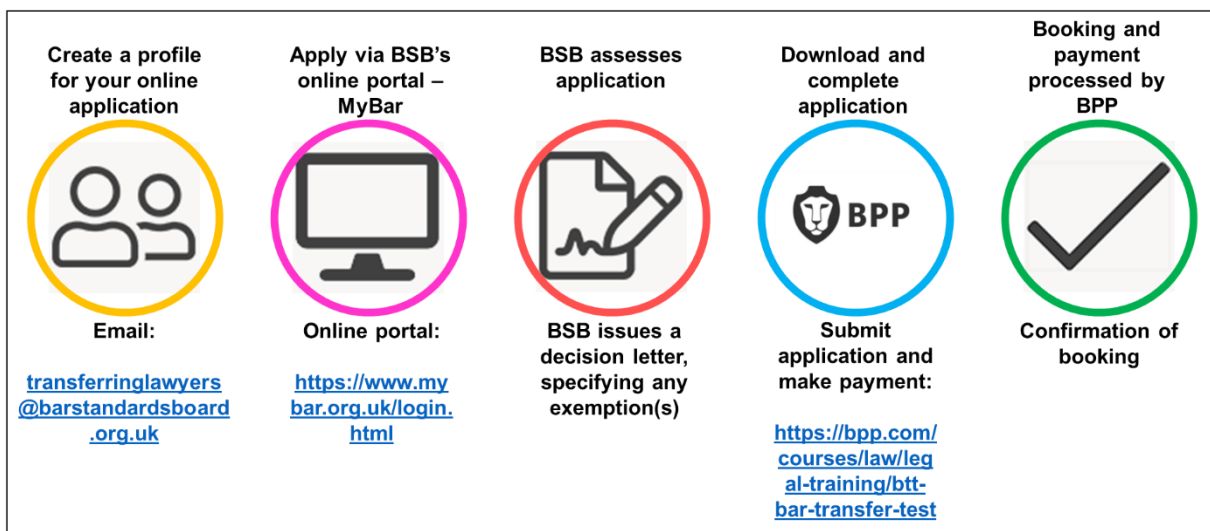 Create a profile
for your online
application
Email:
transferringlawyers
@barstandardsboard
.org.uk
Apply via BSB's
online portal –
MyBar
Online portal:
https://www.my
bar.org.uk/login.
html
BSB assesses
application
BSB issues a
decision letter,
specifying any
exemption(s)
Download and
complete
application
BPP
Submit
application and
make payment:
https://bpp.com/
courses/law/leg
al-training/btt-
bar-transfer-test
Booking and
payment
processed by
BPP
Confirmation of
booking